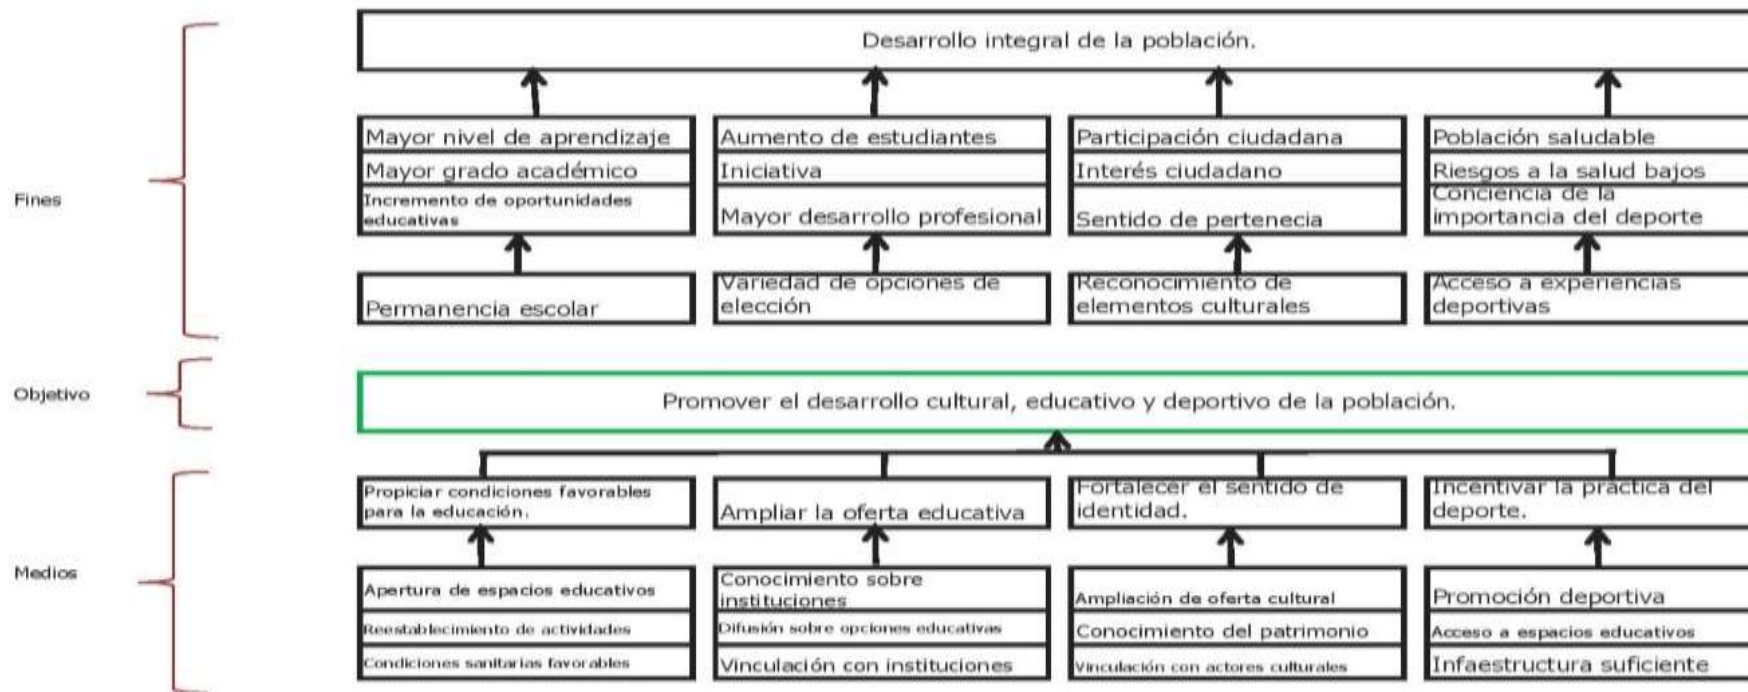 Desarrollo integral de la población.
Mayor nivel de aprendizaje
Aumento de estudiantes
Participación ciudadana
Población saludable
Mayor grado académico
Iniciativa
Interés ciudadano
Riesgos a la salud bajos
Fines
Incremento de oportunidades
educativas
Mayor desarrollo profesional
Sentido de pertenecia
Conciencia de la
importancia del deporte
Permanencia escolar
Variedad de opciones de
elección
Reconocimiento de
elementos culturales
Acceso a experiencias
deportivas
Objetivo
Promover el desarrollo cultural, educativo y deportivo de la población.
Propiciar condiciones favorables
para la educación.
Ampliar la oferta educativa
Fortalecer el sentido de
identidad.
Incentivar la práctica del
deporte.
Medios
Apertura de espacios educativos
Conocimiento sobre
instituciones
Ampliación de oferta cultural
Promoción deportiva
Reestablecimiento de actividades
Difusión sobre opciones educativas
Conocimiento del patrimonio
Acceso a espacios educativos
Condiciones sanitarias favorables
Vinculación con instituciones
Vinculación con actores culturales
Infaestructura suficiente